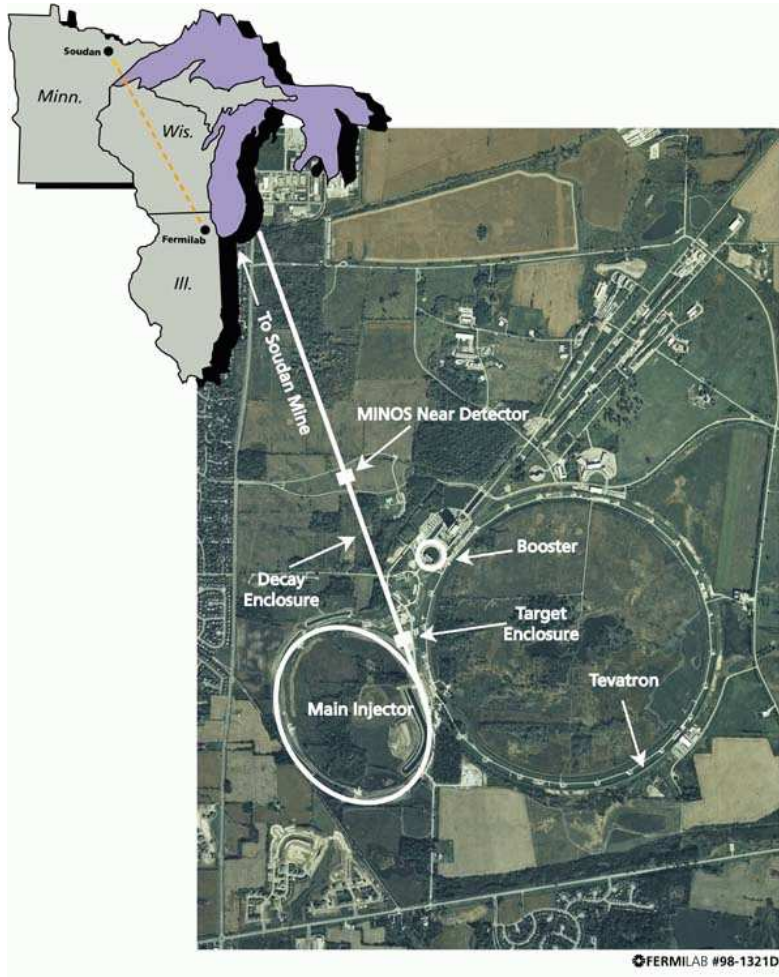 Soudan
Minn.
Wis.
Fermilab
Ill.
To Soudan Mine
MINOS Near Detector
Booster
Decay
Enclosure
Target
Enclosure
Tevatron
Main Injector
FERMILAB #98-1321D